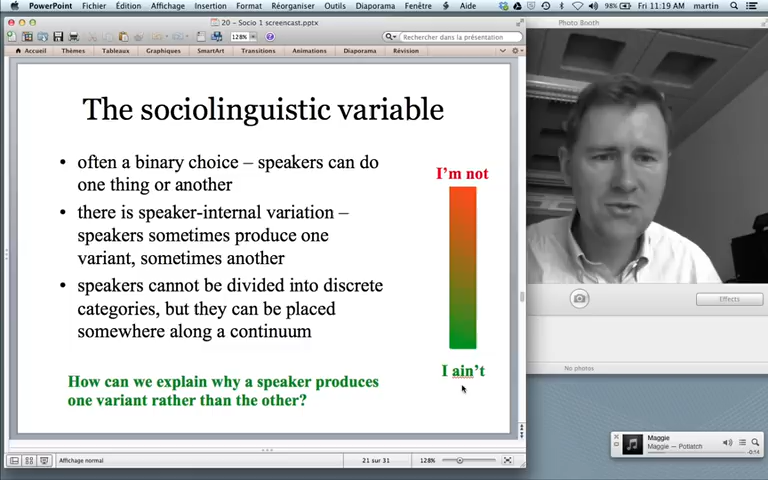 PowerPoint Fichier Édition Affichage Insertion Format Réorganiser Outils Diaporama Fenêtre Aide 98% Fri 11:19 AM martin
20 – Socio 1 screencast.pptx
128% Rechercher dans la présentation
Accueil Thèmes Tableaux Graphiques SmartArt Transitions Animations Diaporama Révision
Photo Booth
The sociolinguistic variable
• often a binary choice – speakers can do
one thing or another
• there is speaker-internal variation –
speakers sometimes produce one
variant, sometimes another
• speakers cannot be divided into discrete
categories, but they can be placed
somewhere along a continuum
How can we explain why a speaker produces
one variant rather than the other?
I'm not
I ain't
Effects
No photos
Maggie
Maggie — Potlatch
-0:14
Affichage normal 21 sur 31 128%